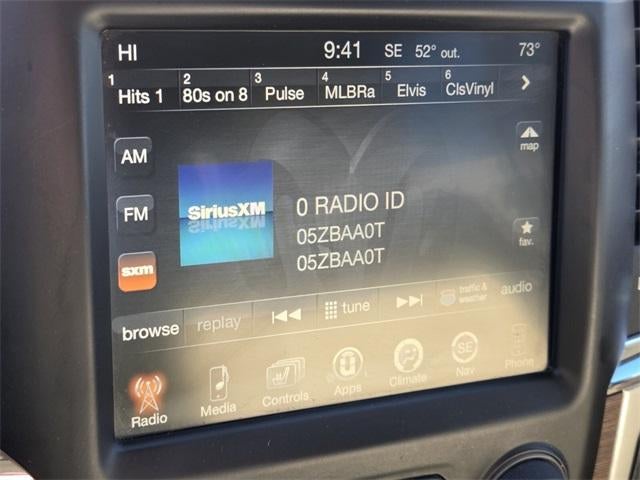 HI 9:41 SE 52° out. 73°
1 Hits 1 2 80s on 8 3 Pulse 4 MLBRa 5 Elvis 6 ClsVinyl
AM
map
FM
SiriusXM
0 RADIO ID
05ZBAA0T
05ZBAA0T
fav.
sxm
browse replay tune traffic & weather audio
Radio Media Controls Apps Climate SE Nav Phone